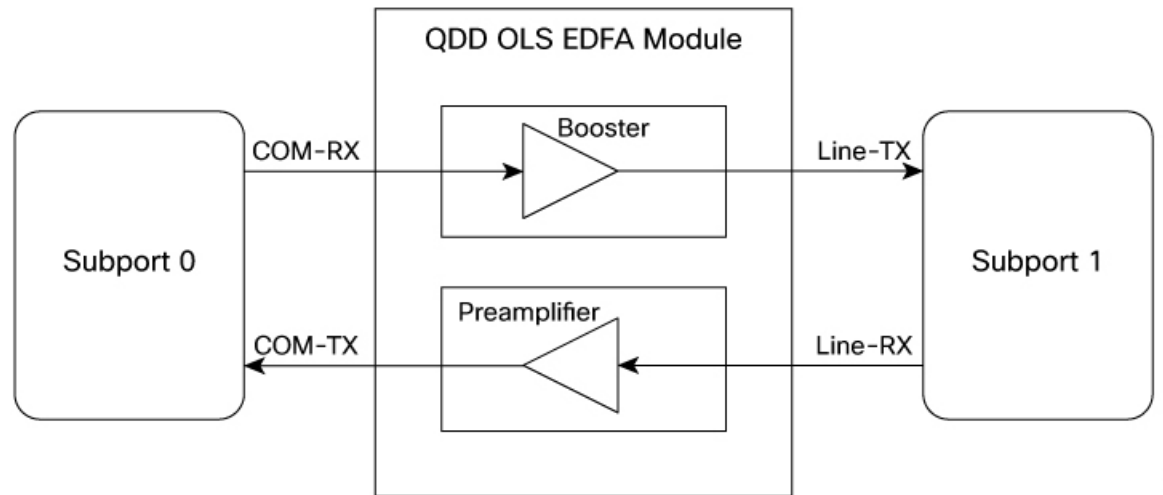 QDD OLS EDFA Module
Booster
COM-RX
Line-TX
Subport 0
Subport 1
Preamplifier
COM-TX
Line-RX